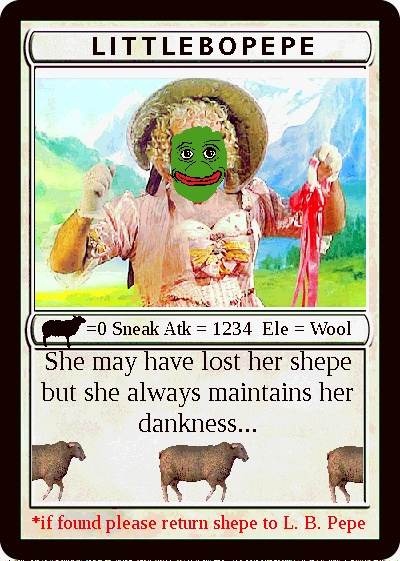 LITTLEBOPEPE
=0 Sneak Atk = 1234 Ele = Wool
She may have lost her shepe
but she always maintains her
dankness...
*if found please return shepe to L. B. Pepe